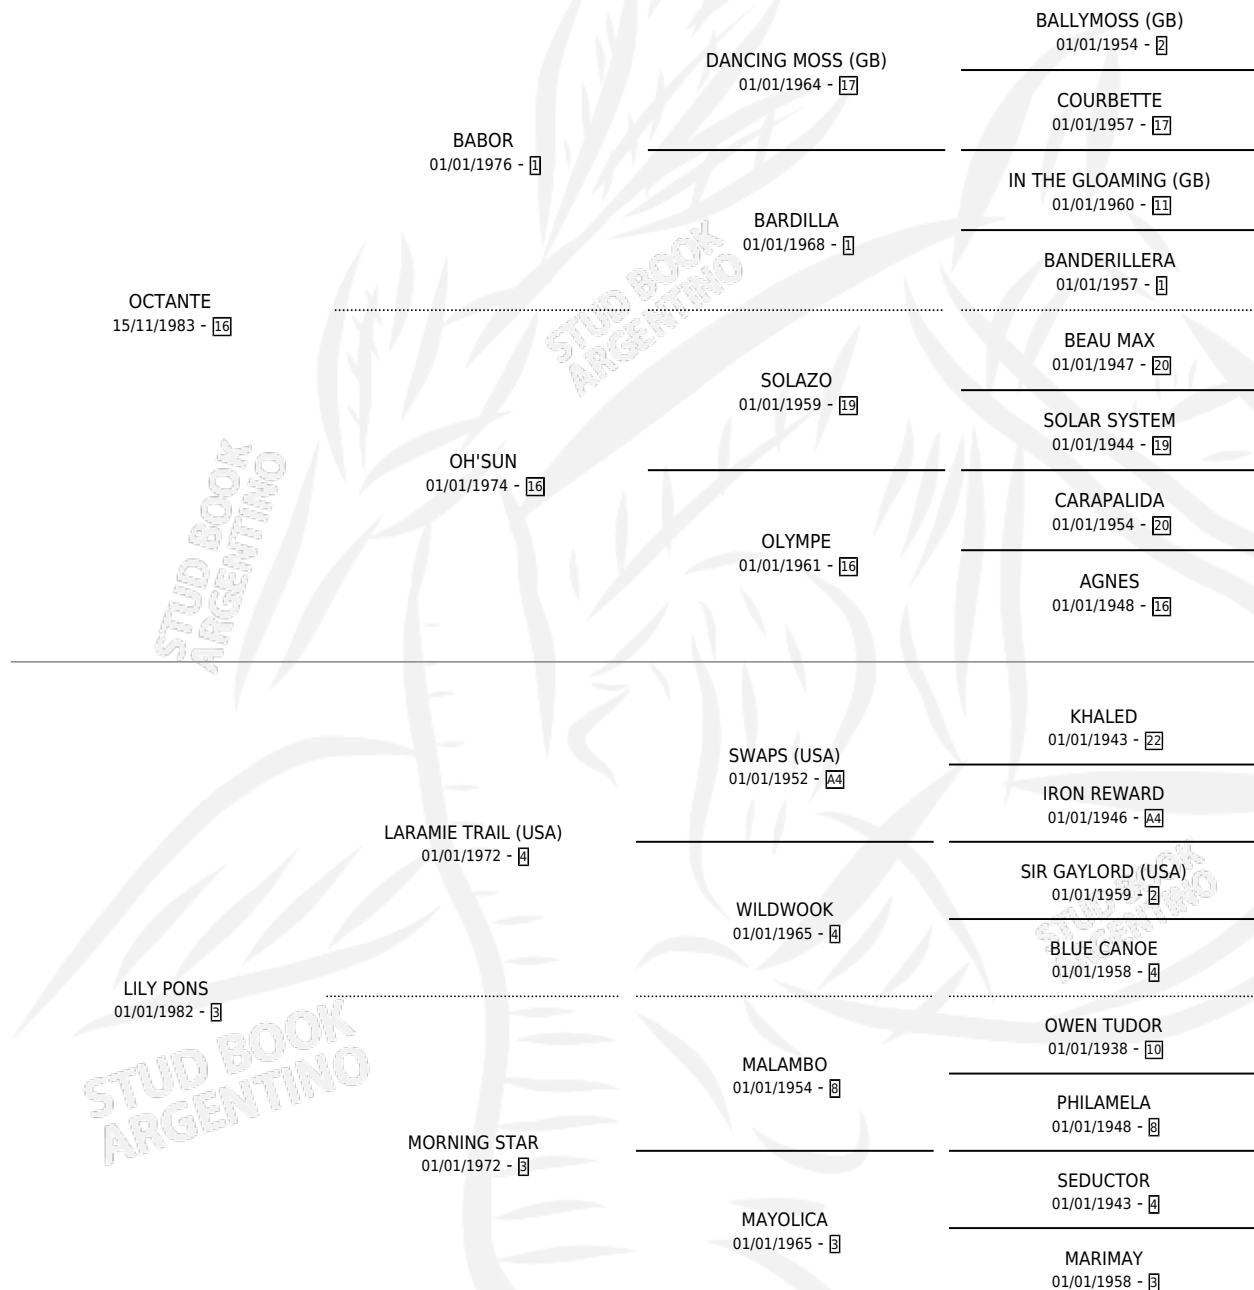 BALLYMOSS (GB)
01/01/1954 - 2
DANCING MOSS (GB)
01/01/1964 - 17
COURBETTE
01/01/1957 - 17
BABOR
01/01/1976 - 1
IN THE GLOAMING (GB)
01/01/1960 - 11
BARDILLA
01/01/1968 - 1
BANDERILLERA
01/01/1957 - 1
OCTANTE
15/11/1983 - 16
BEAU MAX
01/01/1947 - 20
SOLAZO
01/01/1959 - 19
SOLAR SYSTEM
01/01/1944 - 19
OH'SUN
01/01/1974 - 16
CARAPALIDA
01/01/1954 - 20
OLYMPE
01/01/1961 - 16
AGNES
01/01/1948 - 16
KHALED
01/01/1943 - 22
SWAPS (USA)
01/01/1952 - A4
IRON REWARD
01/01/1946 - A4
LARAMIE TRAIL (USA)
01/01/1972 - 4
SIR GAYLORD (USA)
01/01/1959 - 2
WILDWOOK
01/01/1965 - 4
BLUE CANOE
01/01/1958 - 4
LILY PONS
01/01/1982 - 3
OWEN TUDOR
01/01/1938 - 10
MALAMBO
01/01/1954 - 8
PHILAMELA
01/01/1948 - 8
MORNING STAR
01/01/1972 - 3
SEDUCTOR
01/01/1943 - 4
MAYOLICA
01/01/1965 - 3
MARIMAY
01/01/1958 - 3
STUD BOOK
ARGENTINO
STUD BOOK
ARGENTINO
STUD BOOK
ARGENTINO
STUD BOOK
ARGENTINO